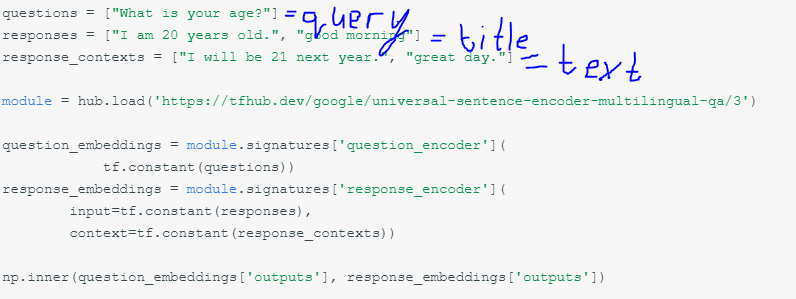 questions = ["What is your age?"] = query
responses = ["I am 20 years old.", "good morning"] = title
response_contexts = ["I will be 21 next year.", "great day."] = text
module = hub.load('https://tfhub.dev/google/universal-sentence-encoder-multilingual-qa/3')
question_embeddings = module.signatures['question_encoder'](
tf.constant(questions))
response_embeddings = module.signatures['response_encoder'](
input=tf.constant(responses),
context=tf.constant(response_contexts))
np.inner(question_embeddings['outputs'], response_embeddings['outputs'])